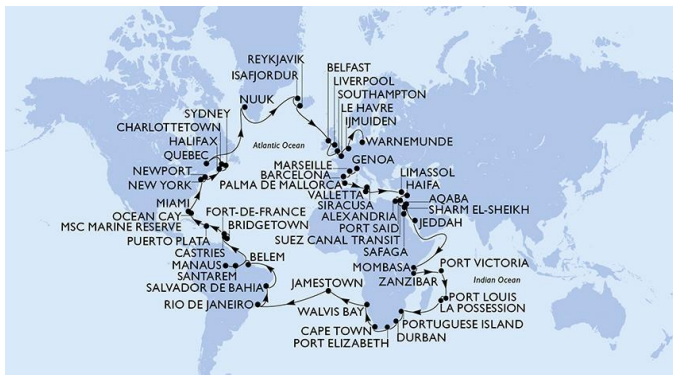 REYKJAVIK
ISAFJORDUR
BELFAST
LIVERPOOL
SOUTHAMPTON
LE HAVRE
IJMUIDEN
NUUK
SYDNEY
CHARLOTTETOWN
HALIFAX
QUEBEC
Atlantic Ocean
WARNEMUNDE
MARSEILLE
GENOA
NEWPORT
BARCELONA
LIMASSOL
NEW YORK
PALMA DE MALLORCA
HAIFA
VALLETTA
AQABA
MIAMI
SIRACUSA
SHARM EL-SHEIKH
OCEAN CAY
FORT-DE-FRANCE
ALEXANDRIA
JEDDAH
MSC MARINE RESERVE
BRIDGETOWN
PORT SAID
PUERTO PLATA
SUEZ CANAL TRANSIT
CASTRIES
SAFAGA
MANAUS
BELEM
MOMBASA
PORT VICTORIA
SANTAREM
JAMESTOWN
ZANZIBAR
Indian Ocean
SALVADOR DE BAHIA
PORT LOUIS
RIO DE JANEIRO
WALVIS BAY
LA POSSESSION
CAPE TOWN
PORTUGUESE ISLAND
PORT ELIZABETH
DURBAN